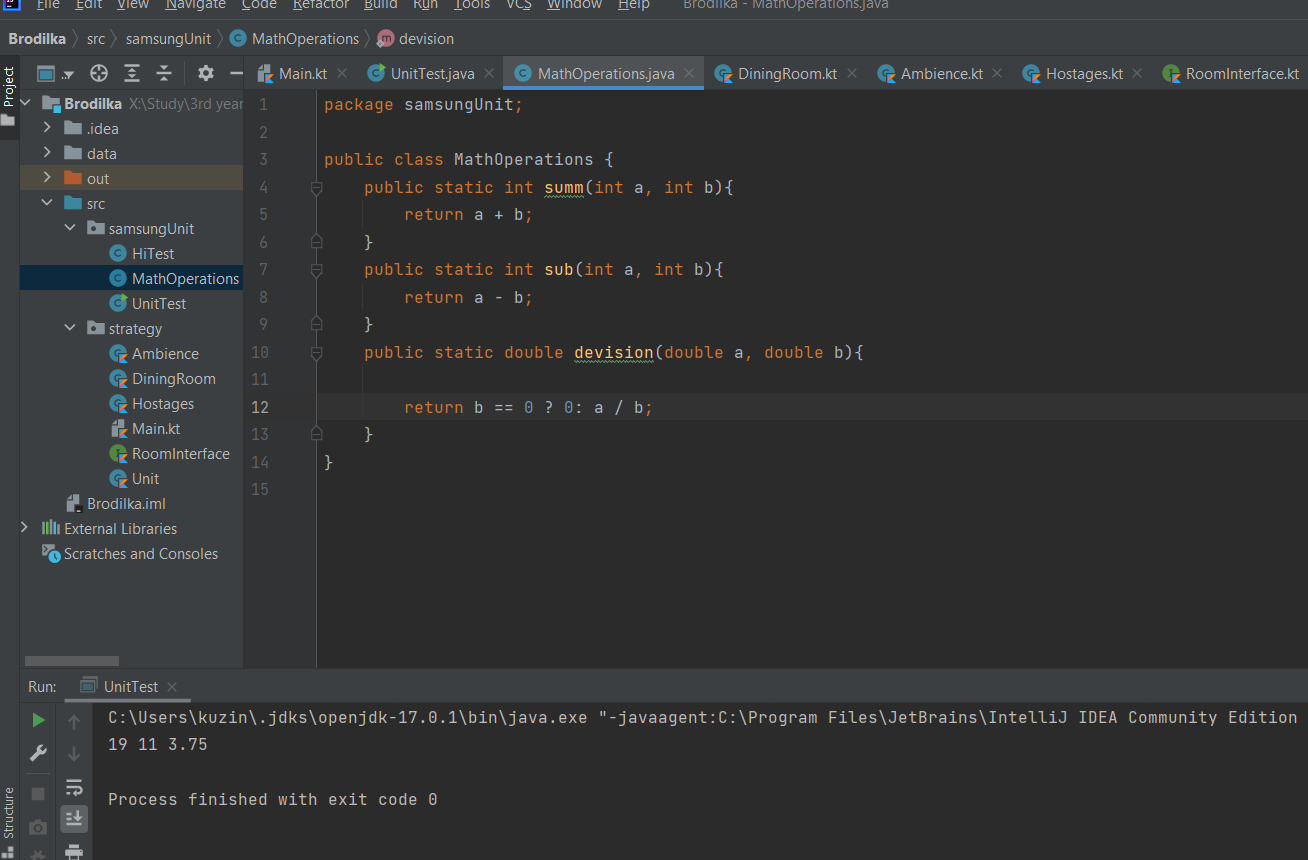 File Edit View Navigate Code Refactor Build Run Tools VCS Window Help Brodilka - MathOperations.java
Brodilka src samsungUnit MathOperations devision
Project
Main.kt UnitTest.java MathOperations.java DiningRoom.kt Ambience.kt Hostages.kt RoomInterface.kt
Brodilka X:\Study\3rd year
.idea
data
out
src
samsungUnit
HiTest
MathOperations
UnitTest
strategy
Ambience
DiningRoom
Hostages
Main.kt
RoomInterface
Unit
Brodilka.iml
External Libraries
Scratches and Consoles
1 package samsungUnit;
2
3 public class MathOperations {
4 public static int summ(int a, int b){
5 return a + b;
6 }
7 public static int sub(int a, int b){
8 return a - b;
9 }
10 public static double devision(double a, double b){
11
12 return b == 0 ? 0: a / b;
13 }
14 }
15
Run: UnitTest
C:\Users\kuzin\.jdks\openjdk-17.0.1\bin\java.exe "-javaagent:C:\Program Files\JetBrains\IntelliJ IDEA Community Edition
19 11 3.75
Process finished with exit code 0
Structure